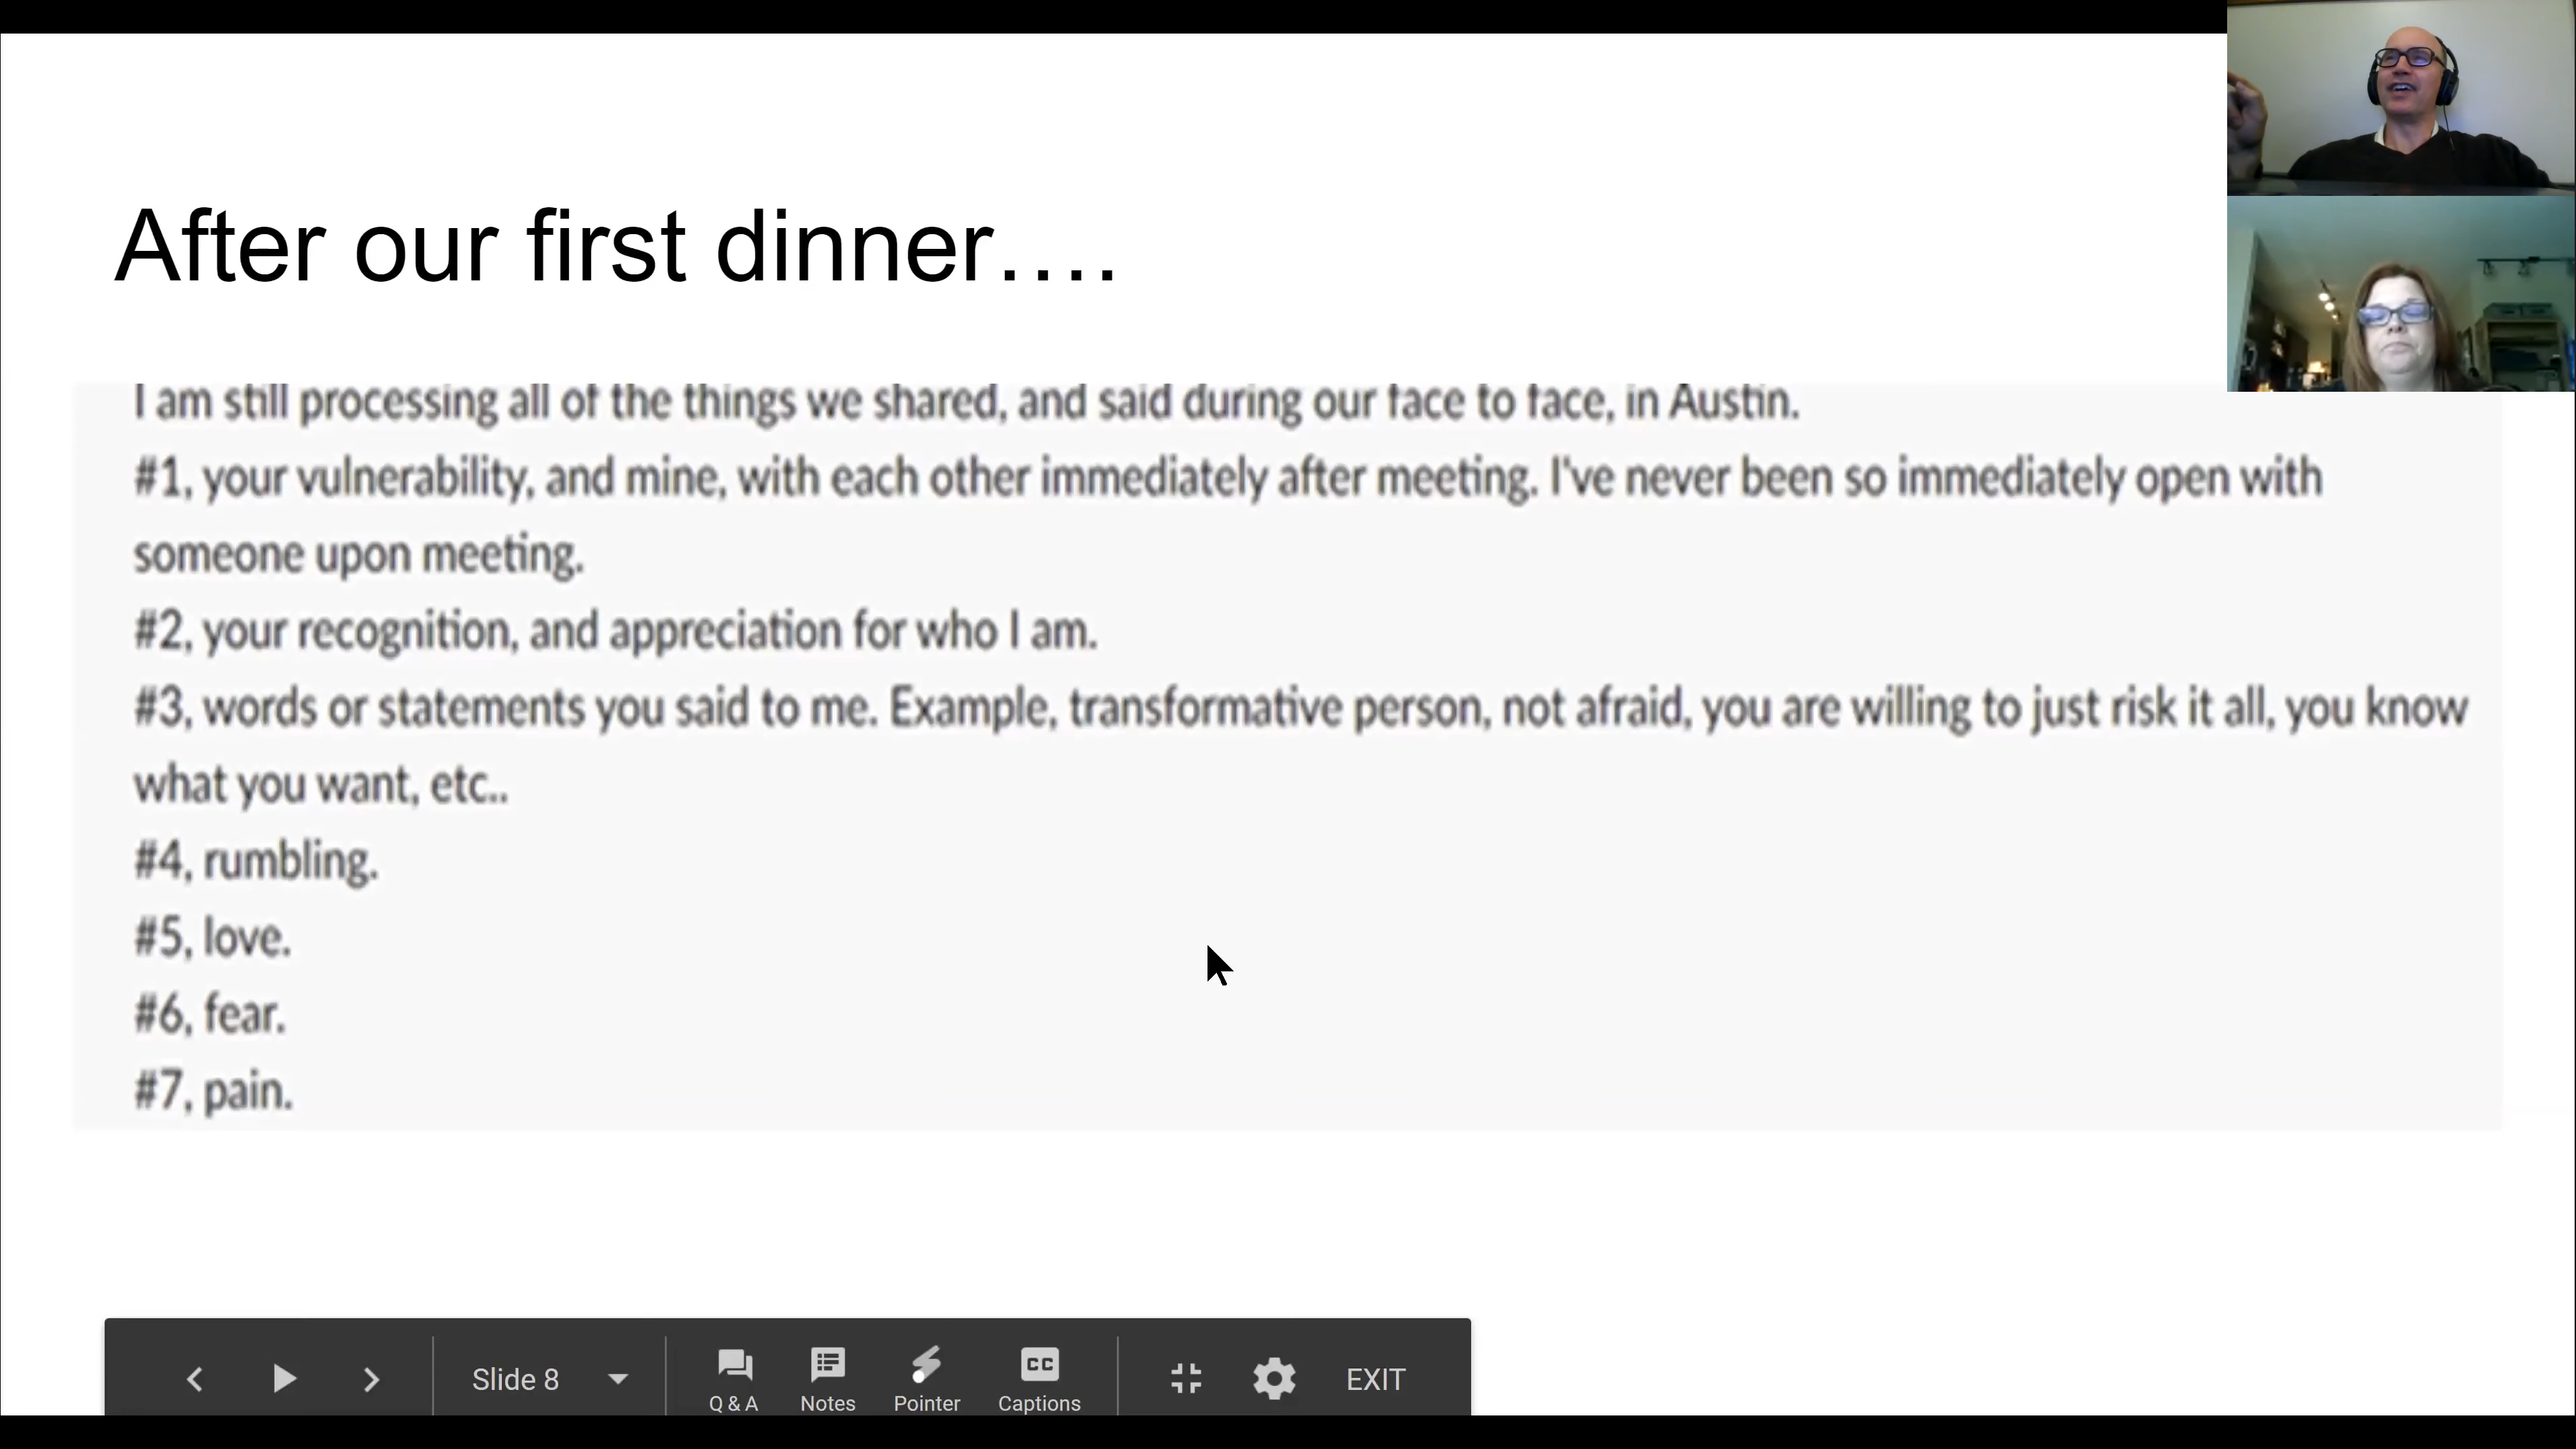 After our first dinner….
I am still processing all of the things we shared, and said during our face to face, in Austin.
#1, your vulnerability, and mine, with each other immediately after meeting. I've never been so immediately open with
someone upon meeting.
#2, your recognition, and appreciation for who I am.
#3, words or statements you said to me. Example, transformative person, not afraid, you are willing to just risk it all, you know
what you want, etc..
#4, rumbling.
#5, love.
#6, fear.
#7, pain.
Slide 8
Q & A
Notes
Pointer
CC
Captions
EXIT